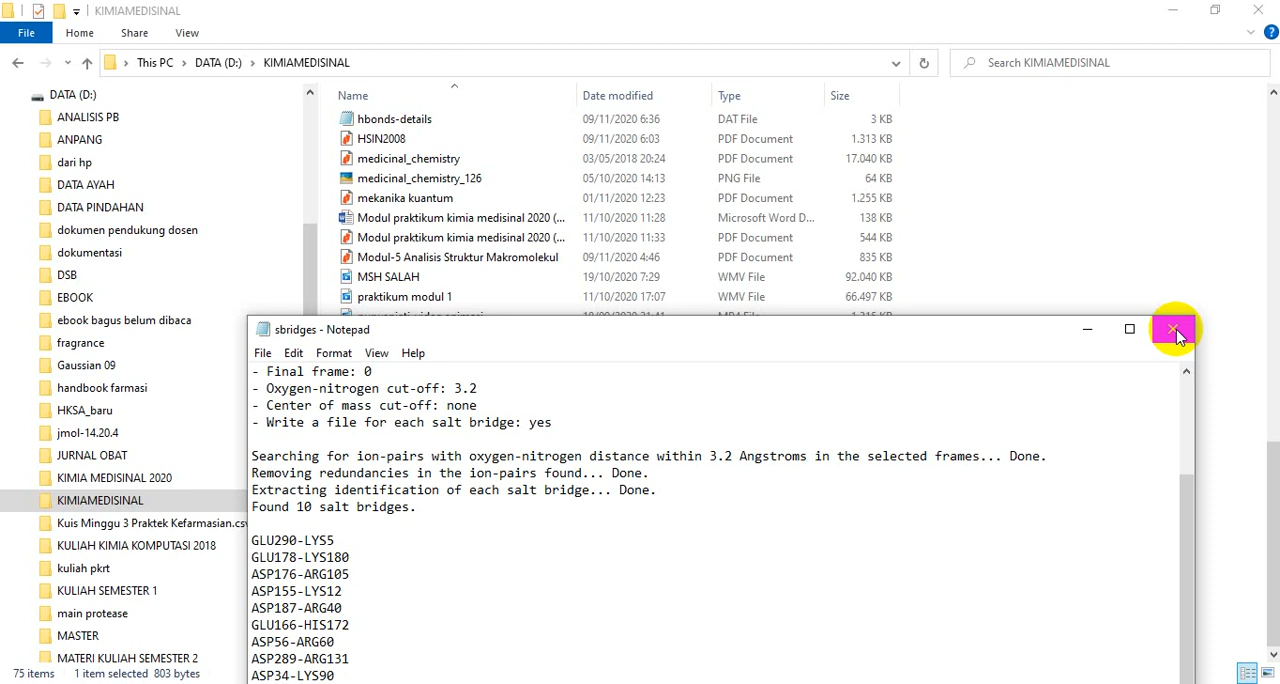 KIMIAMEDISINAL
File Home Share View
This PC DATA (D:) KIMIAMEDISINAL
Search KIMIAMEDISINAL
DATA (D:)
ANALISIS PB
ANPANG
dari hp
DATA AYAH
DATA PINDAHAN
dokumen pendukung dosen
dokumentasi
DSB
EBOOK
ebook bagus belum dibaca
fragrance
Gaussian 09
handbook farmasi
HKSA_baru
jmol-14.20.4
JURNAL OBAT
KIMIA MEDISINAL 2020
KIMIAMEDISINAL
Kuis Minggu 3 Praktek Kefarmasian.csv
KULIAH KIMIA KOMPUTASI 2018
kuliah pkrt
KULIAH SEMESTER 1
main protease
MASTER
MATERI KULIAH SEMESTER 2
Name Date modified Type Size
hbonds-details 09/11/2020 6:36 DAT File 3 KB
HSIN2008 09/11/2020 6:03 PDF Document 1.313 KB
medicinal_chemistry 03/05/2018 20:24 PDF Document 17.040 KB
medicinal_chemistry_126 05/10/2020 14:13 PNG File 64 KB
mekanika kuantum 01/11/2020 12:23 PDF Document 1.255 KB
Modul praktikum kimia medisinal 2020 (... 11/10/2020 11:28 Microsoft Word D... 138 KB
Modul praktikum kimia medisinal 2020 (... 11/10/2020 11:33 PDF Document 544 KB
Modul-5 Analisis Struktur Makromolekul 09/11/2020 4:46 PDF Document 835 KB
MSH SALAH 19/10/2020 7:29 WMV File 92.040 KB
praktikum modul 1 11/10/2020 17:07 WMV File 66.497 KB
sbridges - Notepad
File Edit Format View Help
- Final frame: 0
- Oxygen-nitrogen cut-off: 3.2
- Center of mass cut-off: none
- Write a file for each salt bridge: yes
Searching for ion-pairs with oxygen-nitrogen distance within 3.2 Angstroms in the selected frames... Done.
Removing redundancies in the ion-pairs found... Done.
Extracting identification of each salt bridge... Done.
Found 10 salt bridges.
GLU290-LYS5
GLU178-LYS180
ASP176-ARG105
ASP155-LYS12
ASP187-ARG40
GLU166-HIS172
ASP56-ARG60
ASP289-ARG131
ASP34-LYS90
75 items 1 item selected 803 bytes